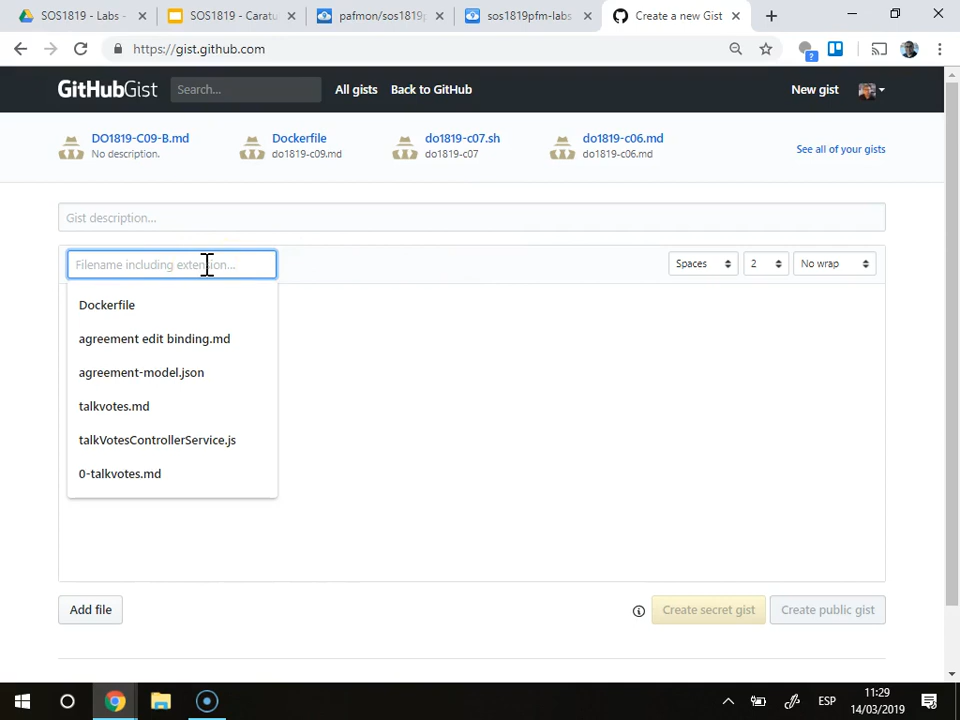 SOS1819 - Labs -
SOS1819 - Caratu
pafmon/sos1819p
sos1819pfm-labs
Create a new Gist
https://gist.github.com
?
GitHubGist
Search...
All gists
Back to GitHub
New gist
DO1819-C09-B.md
No description.
Dockerfile
do1819-c09.md
do1819-c07.sh
do1819-c07
do1819-c06.md
do1819-c06.md
See all of your gists
Gist description...
Filename including extension...
Spaces
2
No wrap
Dockerfile
agreement edit binding.md
agreement-model.json
talkvotes.md
talkVotesControllerService.js
0-talkvotes.md
Add file
Create secret gist
Create public gist
ESP
11:29
14/03/2019